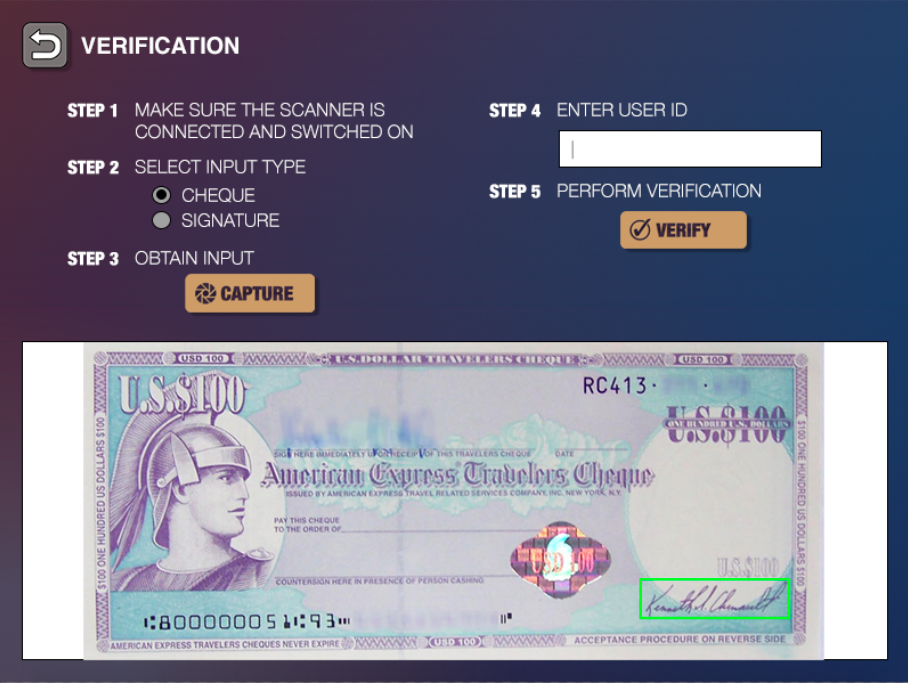 VERIFICATION
STEP 1 MAKE SURE THE SCANNER IS
CONNECTED AND SWITCHED ON
STEP 2 SELECT INPUT TYPE
CHEQUE
SIGNATURE
STEP 3 OBTAIN INPUT
CAPTURE
STEP 4 ENTER USER ID
STEP 5 PERFORM VERIFICATION
VERIFY
USD 100 U.S. DOLLAR TRAVELERS CHEQUE USD 100
U.S.$100
RC413·
U.S.$100
ONE HUNDRED U.S. DOLLARS
SIGN HERE IMMEDIATELY UPON RECEIPT OF THIS TRAVELERS CHEQUE DATE
American Express Travelers Cheque
ISSUED BY AMERICAN EXPRESS TRAVEL RELATED SERVICES COMPANY, INC. NEW YORK, N.Y.
$100 ONE HUNDRED US DOLLARS $100
$100 ONE HUNDRED US DOLLARS $100
PAY THIS CHEQUE
TO THE ORDER OF
USD 100
U.S.$100
COUNTERSIGN HERE IN PRESENCE OF PERSON CASHING
Kenneth I. Chenault
⑆800000051⑆93⑈ ⑈
AMERICAN EXPRESS TRAVELERS CHEQUES NEVER EXPIRE USD 100 ACCEPTANCE PROCEDURE ON REVERSE SIDE